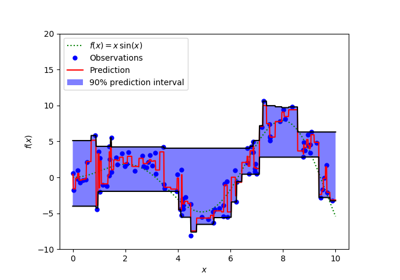 20
15
10
5
0
−5
−10
f(x)
f(x) = x sin(x)
Observations
Prediction
90% prediction interval
0 2 4 6 8 10
x